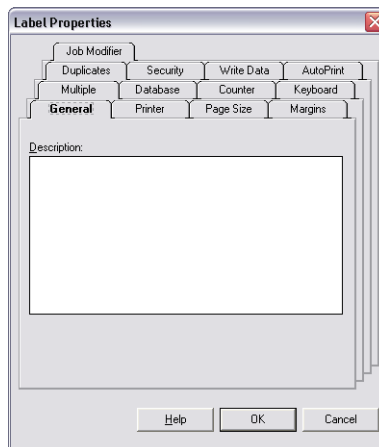 Label Properties
Job Modifier
Duplicates Security Write Data AutoPrint
Multiple Database Counter Keyboard
General Printer Page Size Margins
Description:
Help OK Cancel